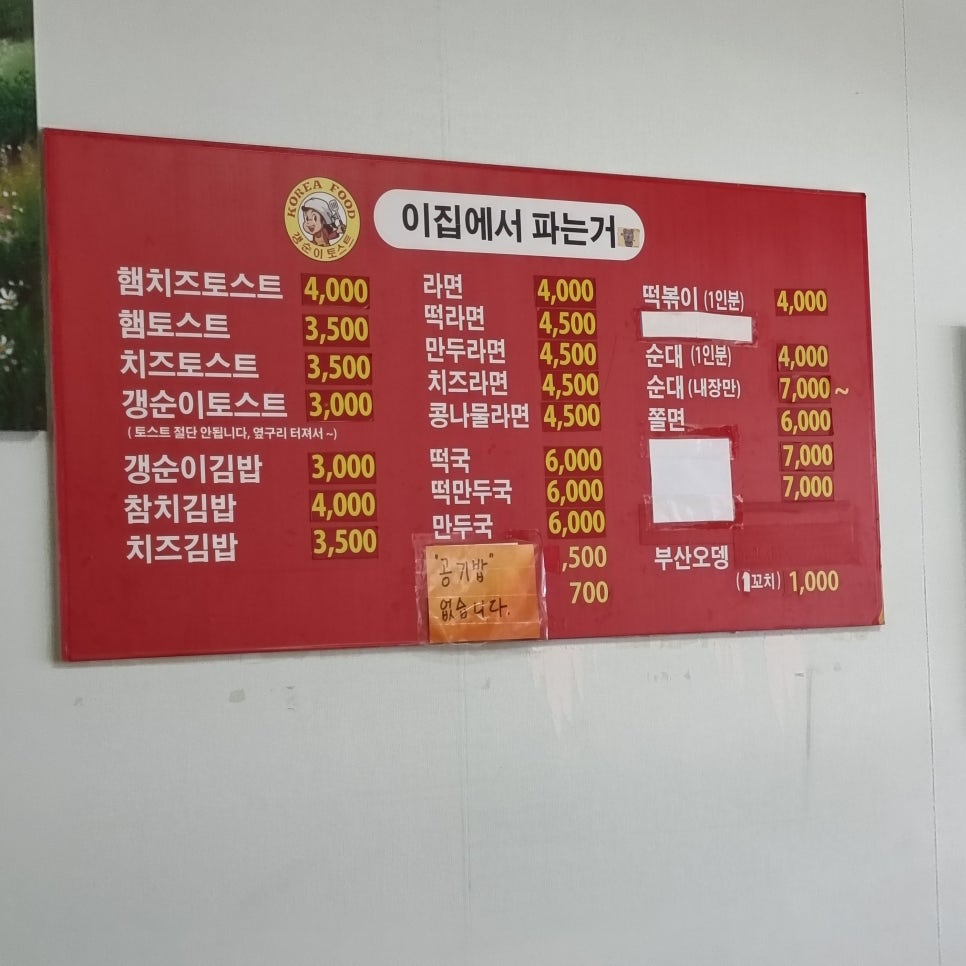 KOREA FOOD
갱순이토스트
이집에서 파는거
햄치즈토스트 4,000
햄토스트 3,500
치즈토스트 3,500
갱순이토스트 3,000
( 토스트 절단 안됩니다, 옆구리 터져서 ~)
갱순이김밥 3,000
참치김밥 4,000
치즈김밥 3,500
라면 4,000
떡라면 4,500
만두라면 4,500
치즈라면 4,500
콩나물라면 4,500
떡국 6,000
떡만두국 6,000
만두국 6,000
,500
700
"공기밥"
없습니다.
떡볶이 (1인분) 4,000
순대 (1인분) 4,000
순대 (내장만) 7,000 ~
쫄면 6,000
7,000
7,000
부산오뎅
(1꼬치) 1,000